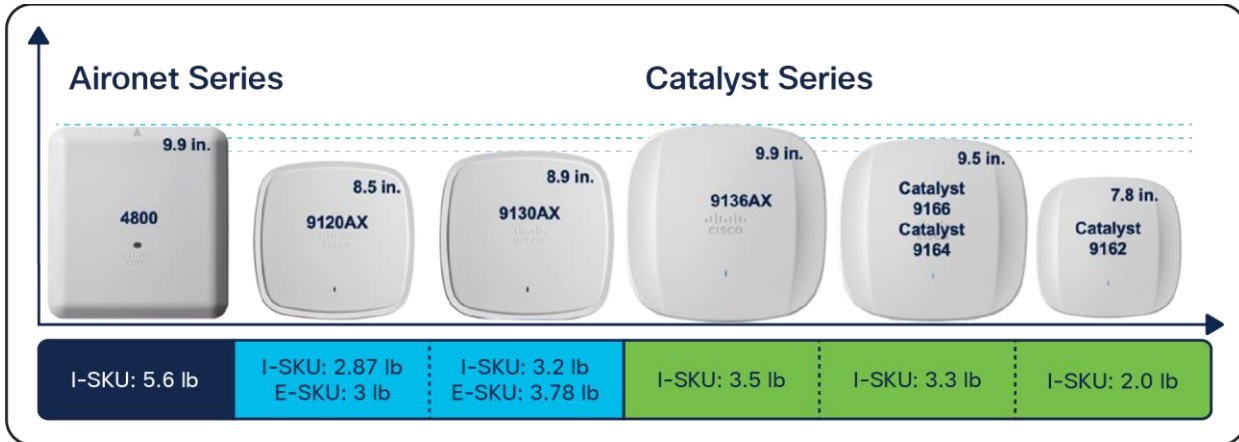 Aironet Series
Catalyst Series
9.9 in.
4800
8.5 in.
9120AX
CISCO
8.9 in.
9130AX
CISCO
9.9 in.
9136AX
CISCO
9.5 in.
Catalyst
9166
Catalyst
9164
7.8 in.
Catalyst
9162
I-SKU: 5.6 lb
I-SKU: 2.87 lb
E-SKU: 3 lb
I-SKU: 3.2 lb
E-SKU: 3.78 lb
I-SKU: 3.5 lb
I-SKU: 3.3 lb
I-SKU: 2.0 lb